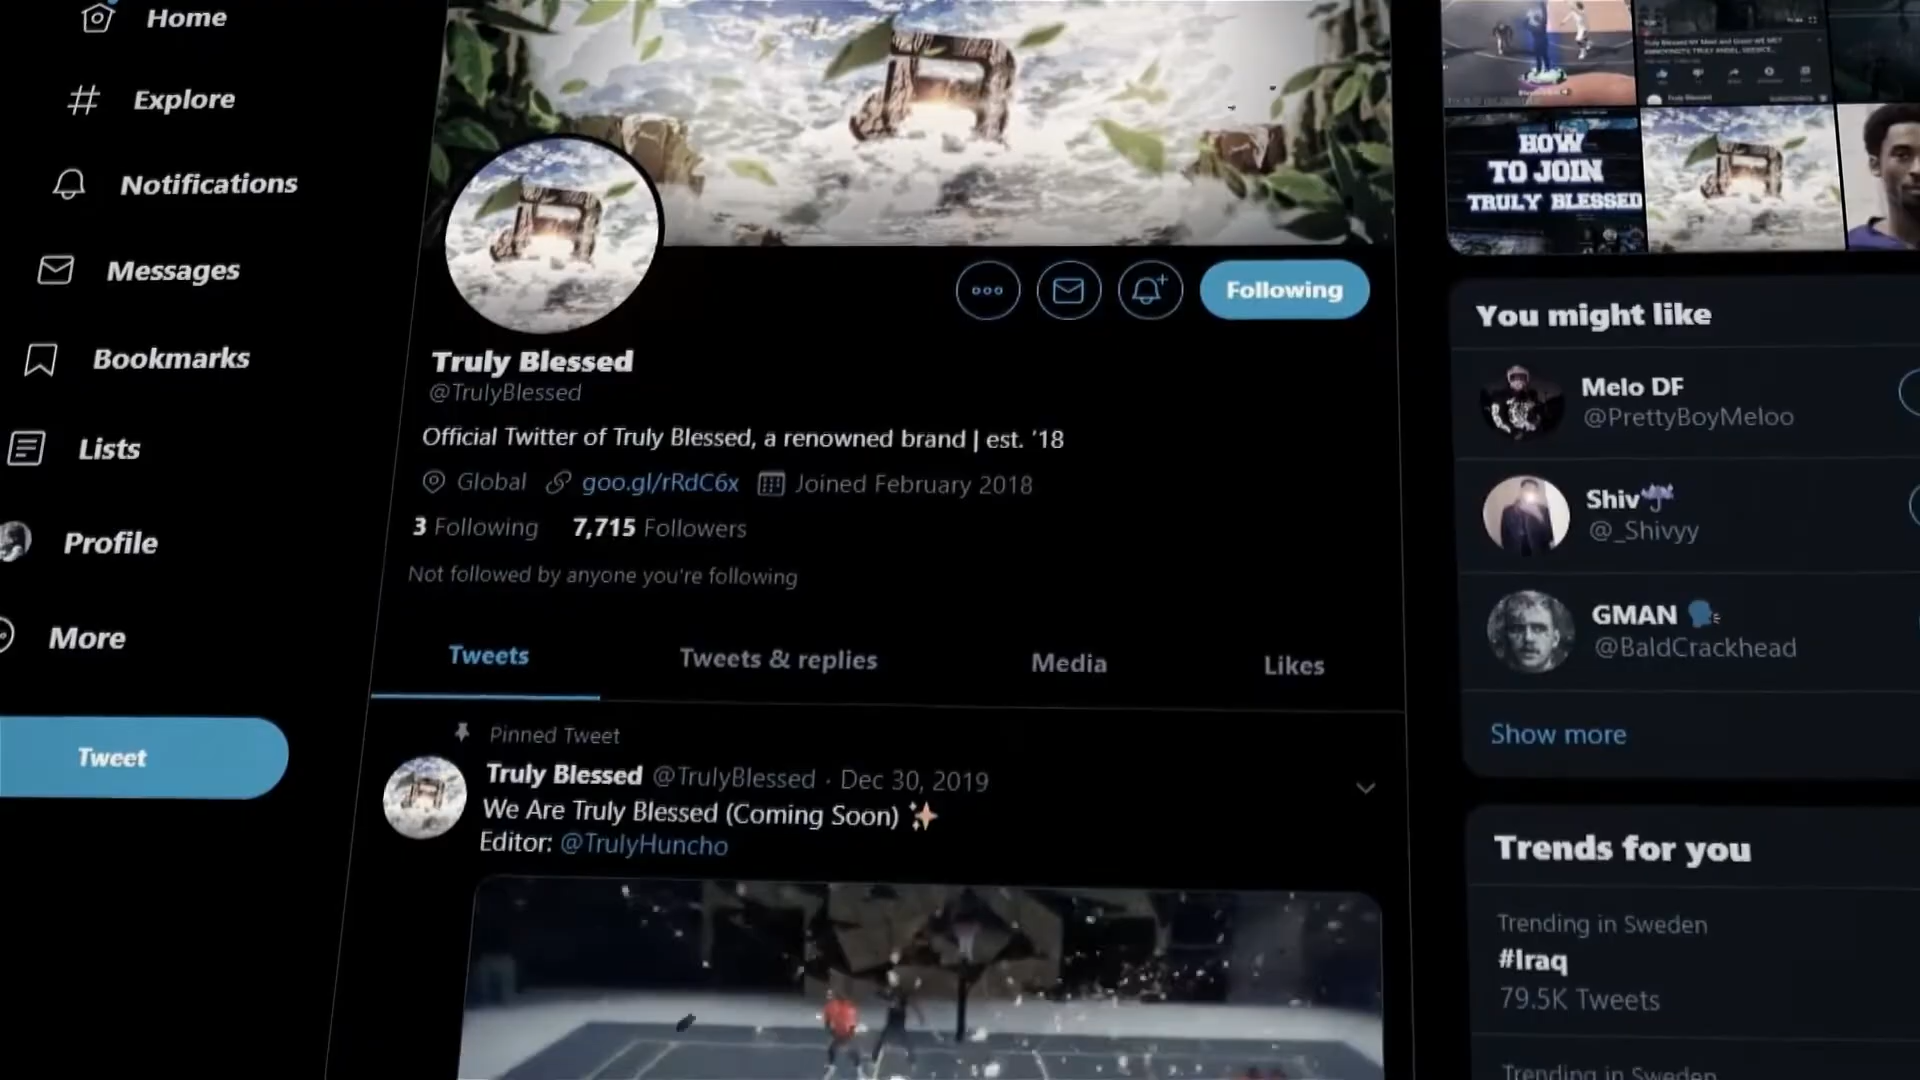 Home
Explore
Notifications
Messages
Bookmarks
Lists
Profile
More
Tweet
Following
Truly Blessed
@TrulyBlessed
Official Twitter of Truly Blessed, a renowned brand | est. '18
Global goo.gl/rRdC6x Joined February 2018
3 Following 7,715 Followers
Not followed by anyone you're following
Tweets Tweets & replies Media Likes
Pinned Tweet
Truly Blessed @TrulyBlessed · Dec 30, 2019
We Are Truly Blessed (Coming Soon) ✨
Editor: @TrulyHuncho
HOW
TO JOIN
TRULY BLESSED
You might like
Melo DF
@PrettyBoyMeloo
Shiv
@_Shivyy
GMAN
@BaldCrackhead
Show more
Trends for you
Trending in Sweden
#Iraq
79.5K Tweets
Trending in Sweden